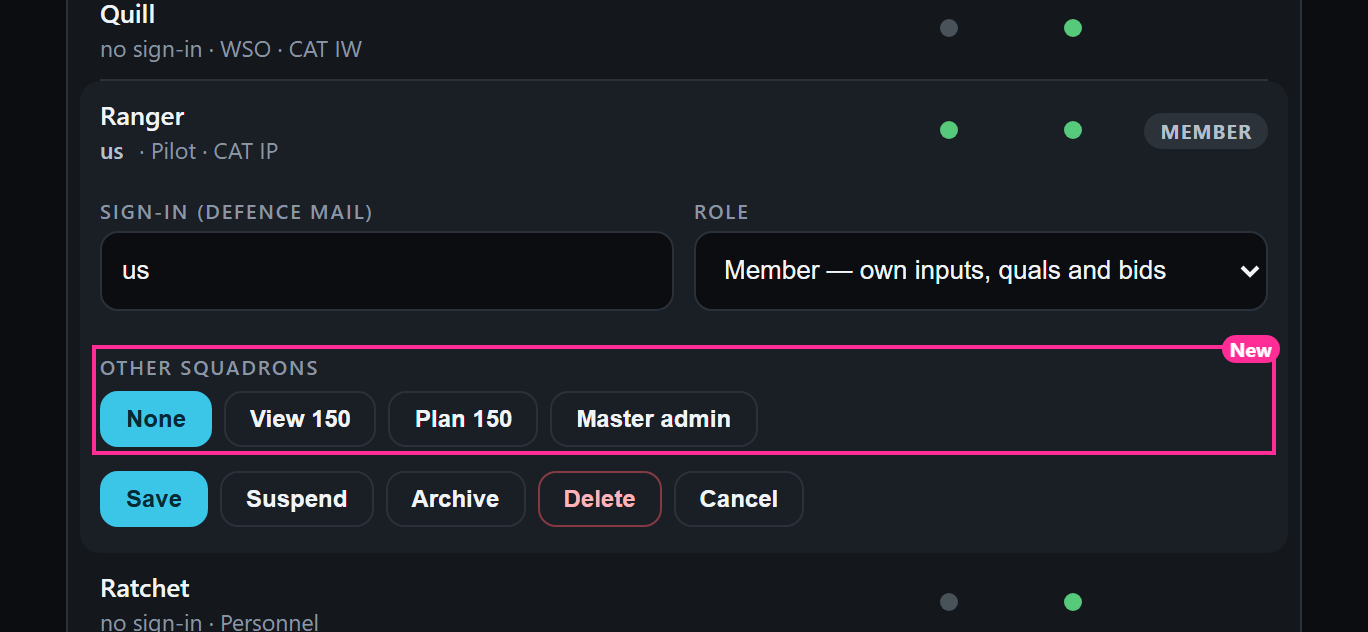 Quill
no sign-in · WSO · CAT IW
Ranger
us · Pilot · CAT IP
MEMBER
SIGN-IN (DEFENCE MAIL)
ROLE
us
Member — own inputs, quals and bids
New
OTHER SQUADRONS
None
View 150
Plan 150
Master admin
Save
Suspend
Archive
Delete
Cancel
Ratchet
no sign-in · Personnel